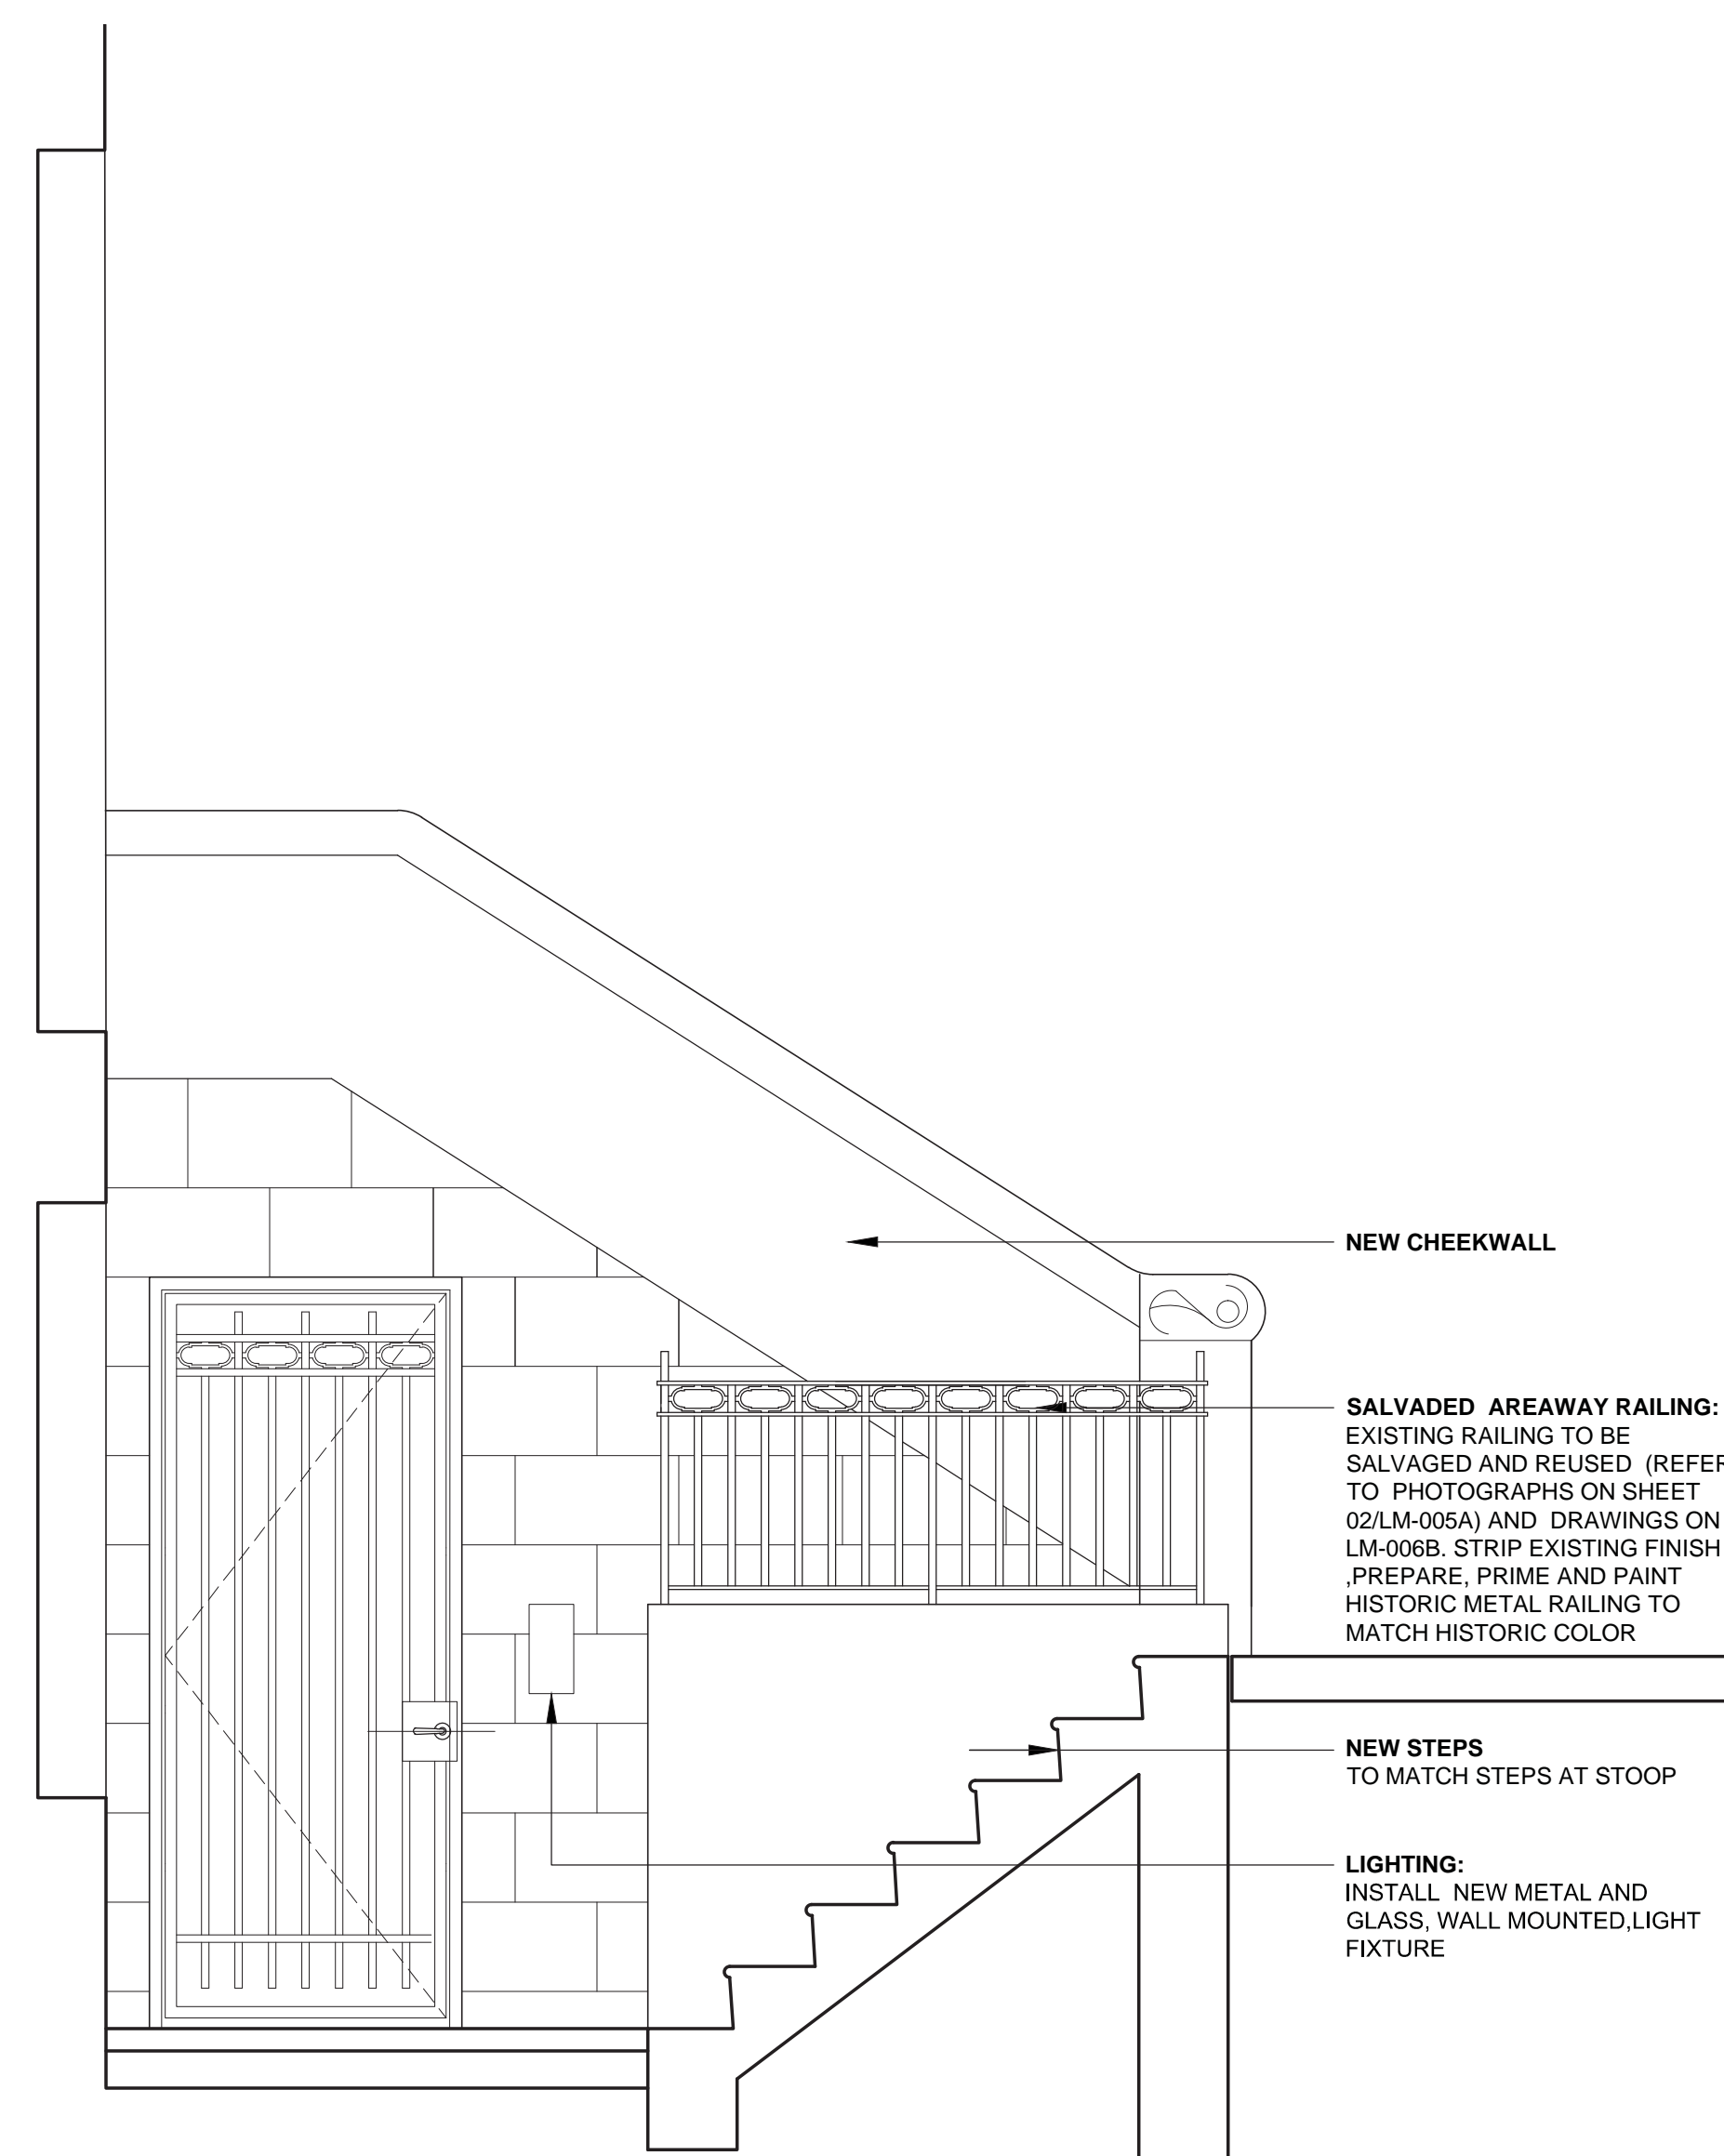 NEW CHEEKWALL
SALVADED AREAWAY RAILING:
EXISTING RAILING TO BE
SALVAGED AND REUSED (REFER
TO PHOTOGRAPHS ON SHEET
02/LM-005A) AND DRAWINGS ON
LM-006B. STRIP EXISTING FINISH
,PREPARE, PRIME AND PAINT
HISTORIC METAL RAILING TO
MATCH HISTORIC COLOR
NEW STEPS
TO MATCH STEPS AT STOOP
LIGHTING:
INSTALL NEW METAL AND
GLASS, WALL MOUNTED,LIGHT
FIXTURE